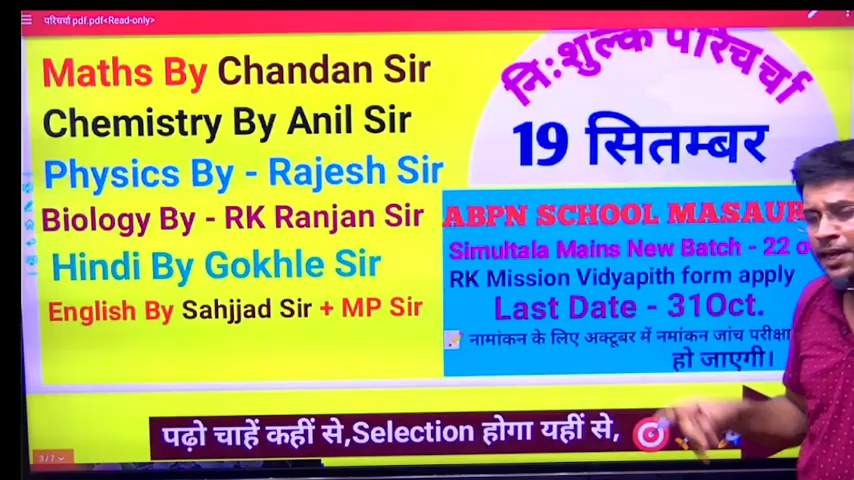 परिचर्चा pdf.pdf<Read-only>
Maths By Chandan Sir
Chemistry By Anil Sir
Physics By - Rajesh Sir
Biology By - RK Ranjan Sir
Hindi By Gokhle Sir
English By Sahjjad Sir + MP Sir
नि:शुल्क परिचर्चा
19 सितम्बर
ABPN SCHOOL
Simultala Mains New Batch - 22
RK Mission Vidyapith form apply
Last Date - 31Oct.
नामांकन के लिए अक्टूबर में नमांकन जांच परीक्षा
हो जाएगी।
पढ़ो चाहें कहीं से,Selection होगा यहीं से,
3/7